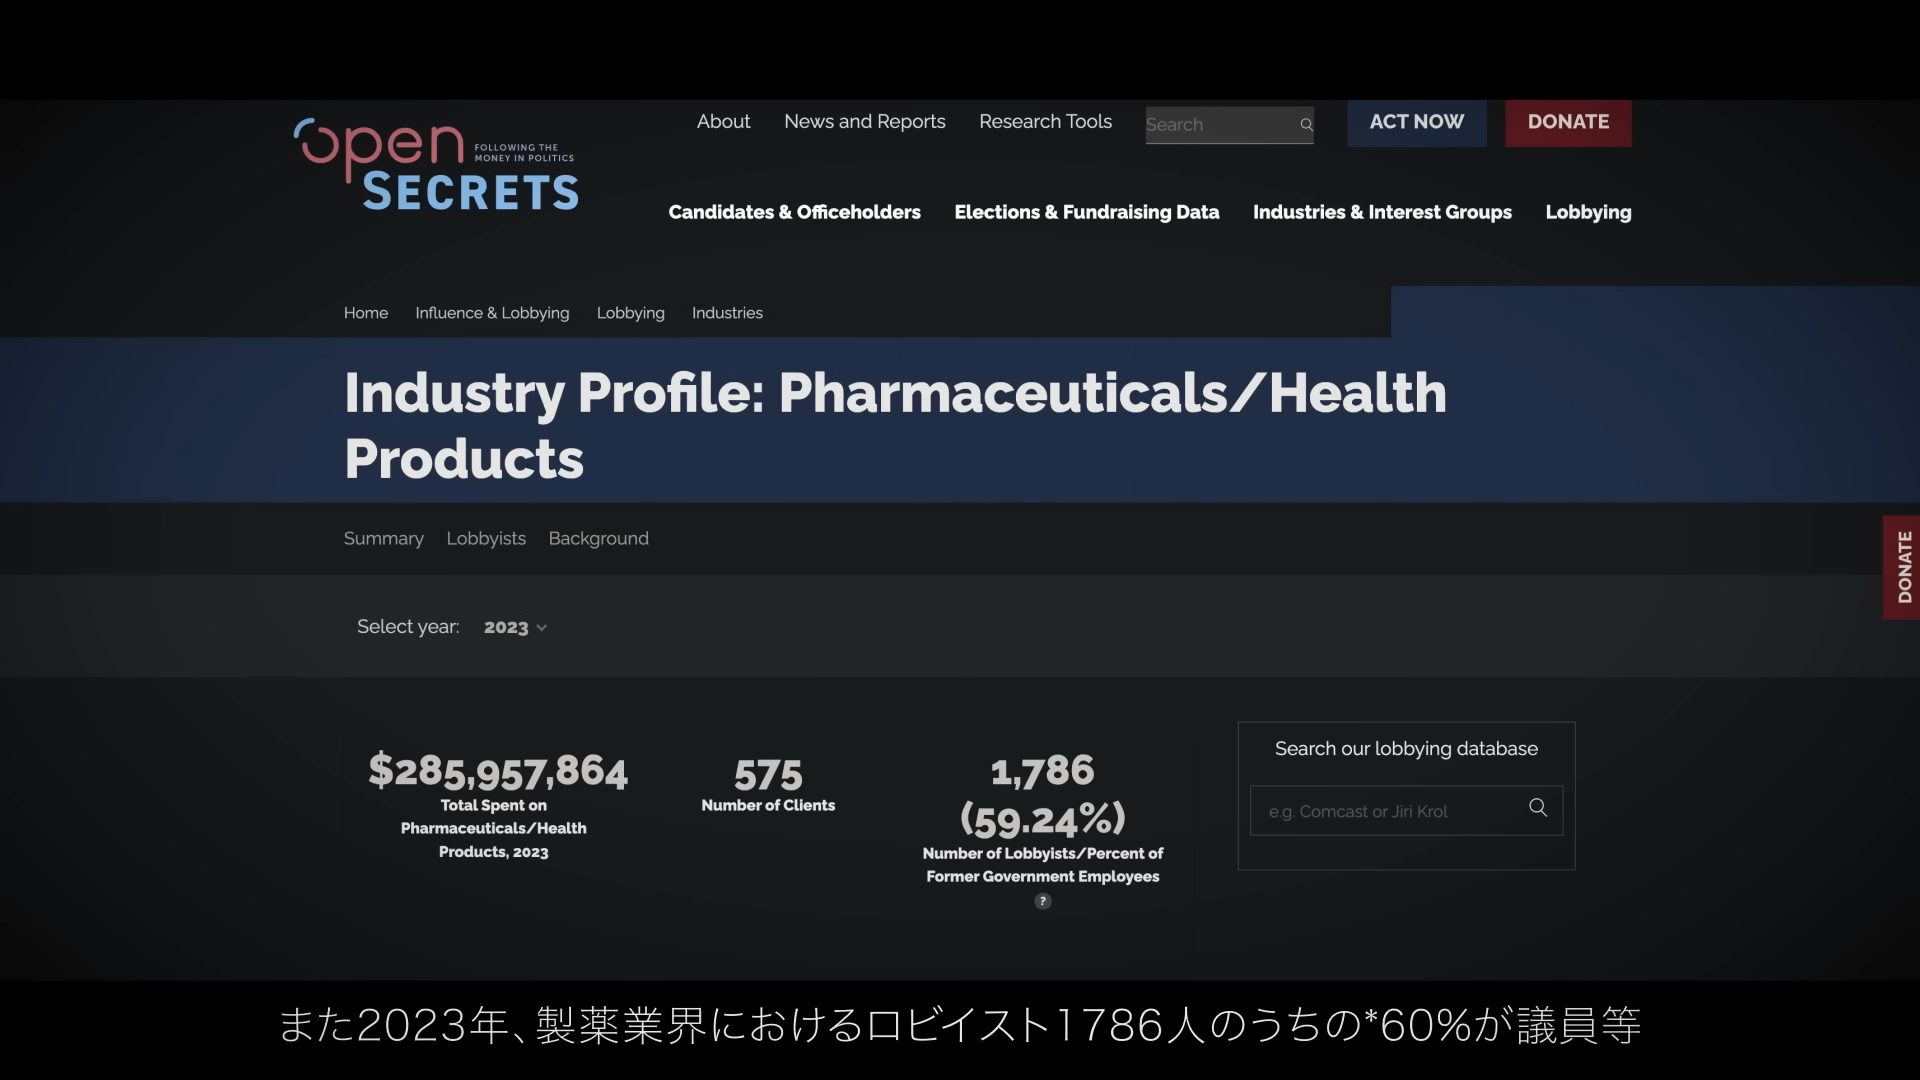 open
SECRETS
FOLLOWING THE
MONEY IN POLITICS
About News and Reports Research Tools Search ACT NOW DONATE
Candidates & Officeholders Elections & Fundraising Data Industries & Interest Groups Lobbying
Home Influence & Lobbying Lobbying Industries
Industry Profile: Pharmaceuticals/Health
Products
Summary Lobbyists Background
DONATE
Select year: 2023
$285,957,864
Total Spent on
Pharmaceuticals/Health
Products, 2023
575
Number of Clients
1,786
(59.24%)
Number of Lobbyists/Percent of
Former Government Employees
?
Search our lobbying database
e.g. Comcast or Jiri Krol
また2023年、製薬業界におけるロビイスト1786人のうちの*60%が議員等